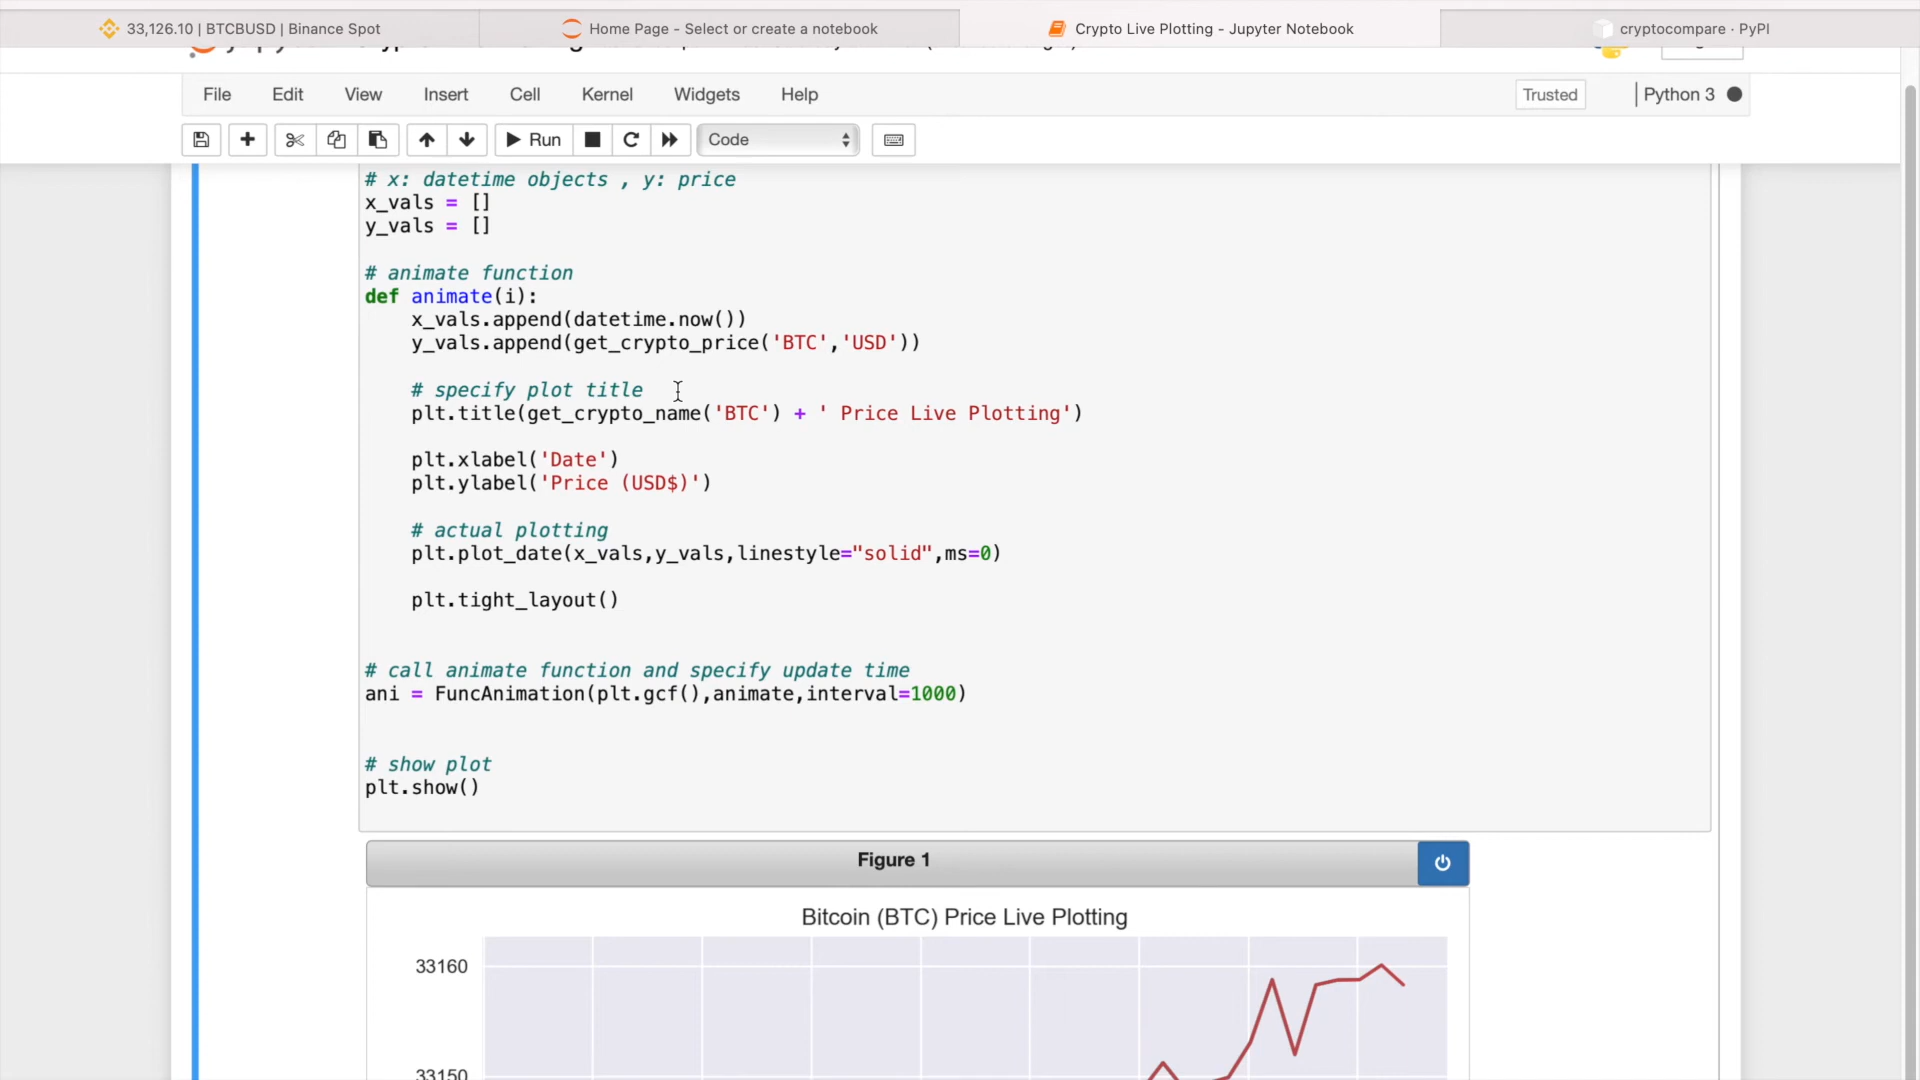 33,126.10 | BTCBUSD | Binance Spot
Home Page - Select or create a notebook
Crypto Live Plotting - Jupyter Notebook
cryptocompare · PyPI
File Edit View Insert Cell Kernel Widgets Help
Trusted
Python 3
Run
Code
# x: datetime objects , y: price
x_vals = []
y_vals = []
# animate function
def animate(i):
x_vals.append(datetime.now())
y_vals.append(get_crypto_price('BTC','USD'))
# specify plot title
plt.title(get_crypto_name('BTC') + ' Price Live Plotting')
plt.xlabel('Date')
plt.ylabel('Price (USD$)')
# actual plotting
plt.plot_date(x_vals,y_vals,linestyle="solid",ms=0)
plt.tight_layout()
# call animate function and specify update time
ani = FuncAnimation(plt.gcf(),animate,interval=1000)
# show plot
plt.show()
Figure 1
Bitcoin (BTC) Price Live Plotting
33160
33150